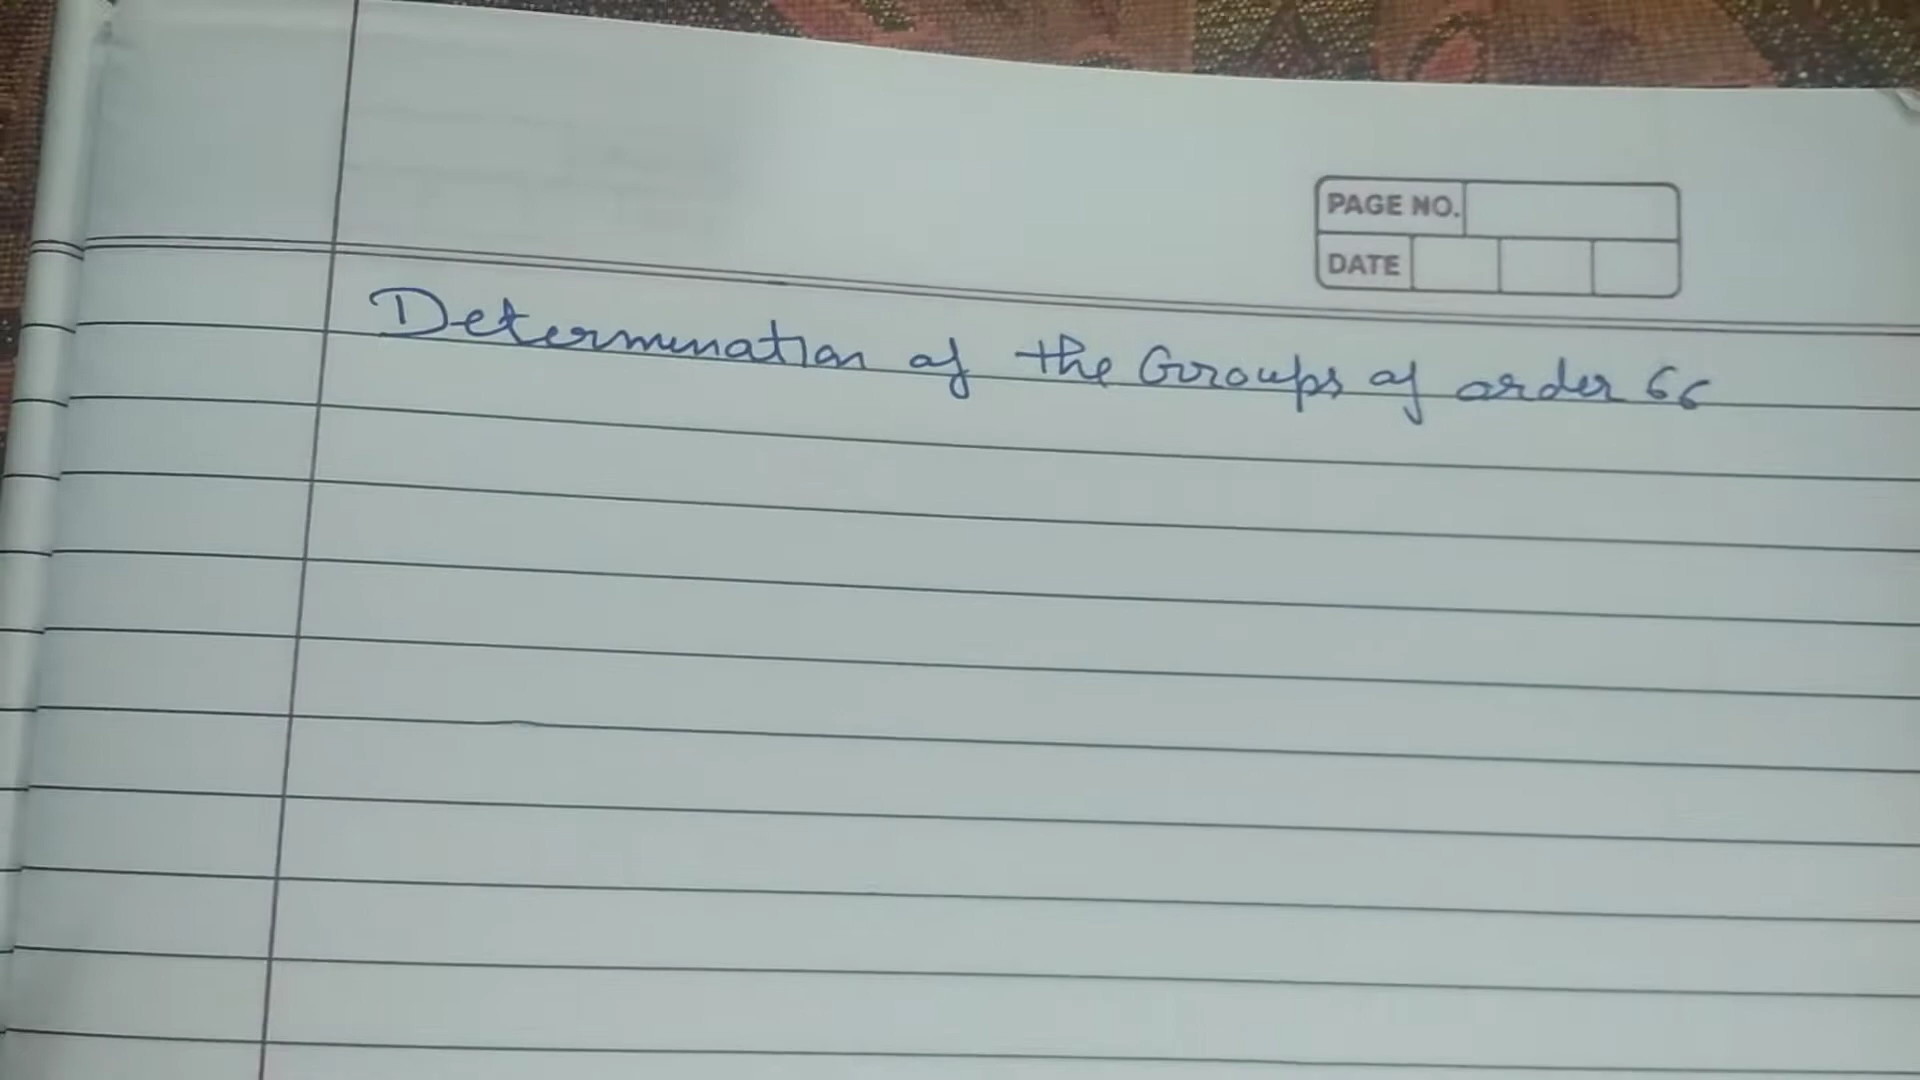 PAGE NO.
DATE
Determination of the Groups of order 66